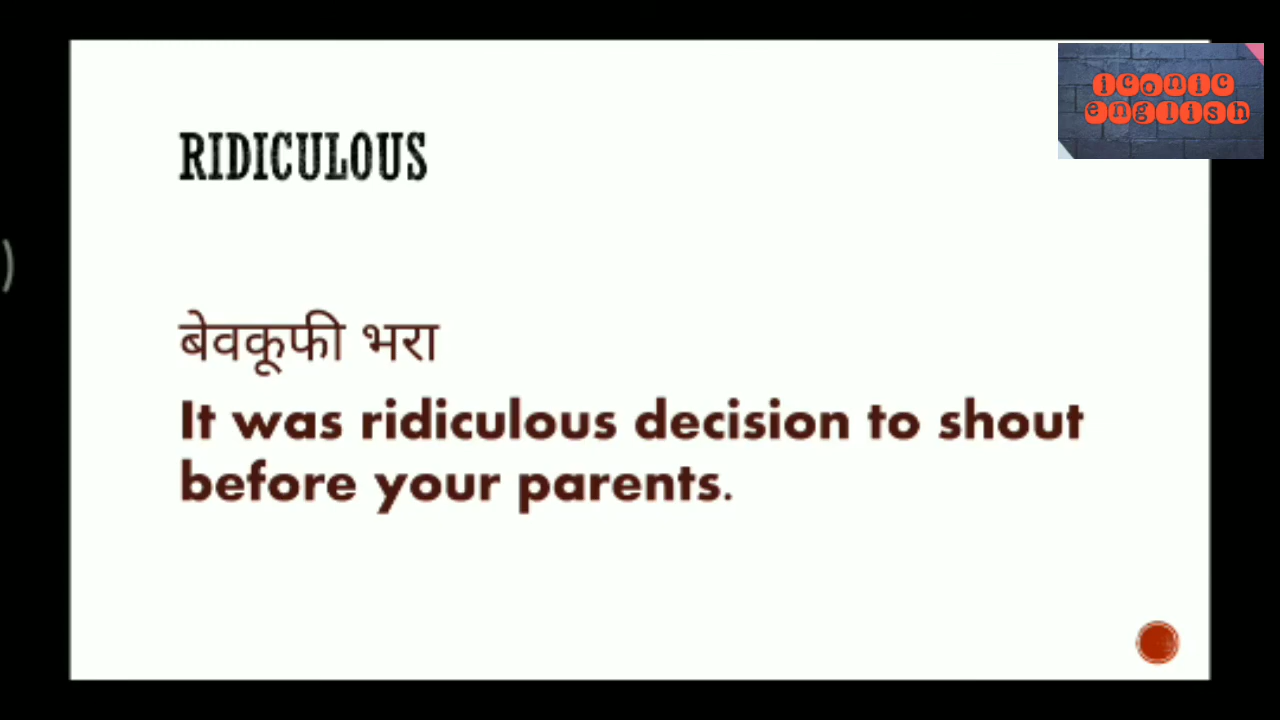 iconic
english
RIDICULOUS
)
बेवकूफी भरा
It was ridiculous decision to shout
before your parents.